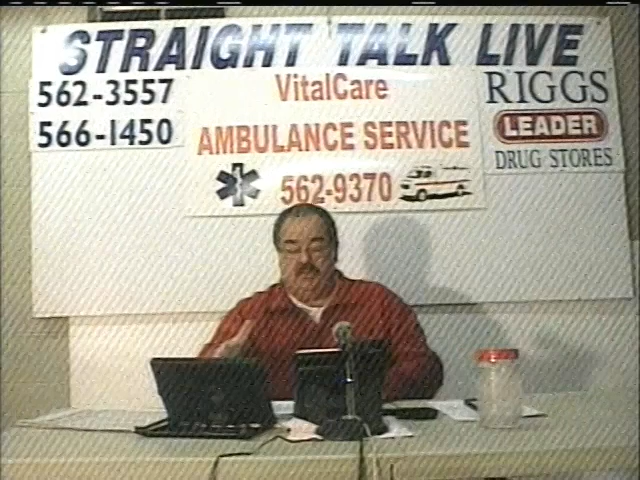 STRAIGHT TALK LIVE
562-3557
566-1450
VitalCare
AMBULANCE SERVICE
562-9370
RIGGS
LEADER
DRUG STORES